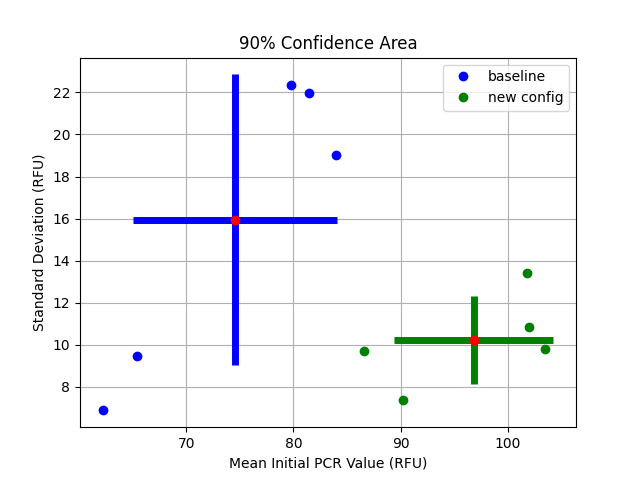 90% Confidence Area
baseline
new config
Standard Deviation (RFU)
22
20
18
16
14
12
10
8
70 80 90 100
Mean Initial PCR Value (RFU)